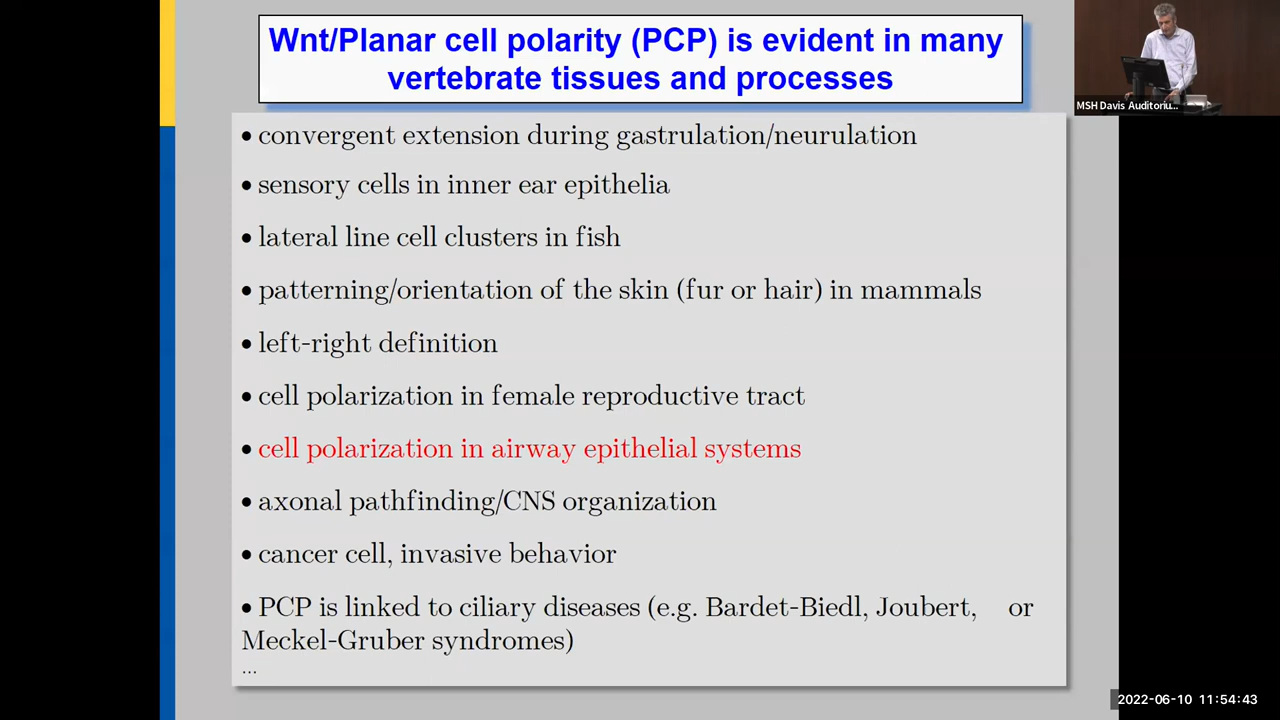 Wnt/Planar cell polarity (PCP) is evident in many
vertebrate tissues and processes
MSH Davis Auditoriu...
• convergent extension during gastrulation/neurulation
• sensory cells in inner ear epithelia
• lateral line cell clusters in fish
• patterning/orientation of the skin (fur or hair) in mammals
• left-right definition
• cell polarization in female reproductive tract
• cell polarization in airway epithelial systems
• axonal pathfinding/CNS organization
• cancer cell, invasive behavior
• PCP is linked to ciliary diseases (e.g. Bardet-Biedl, Joubert, or
Meckel-Gruber syndromes)
...
2022-06-10 11:54:43